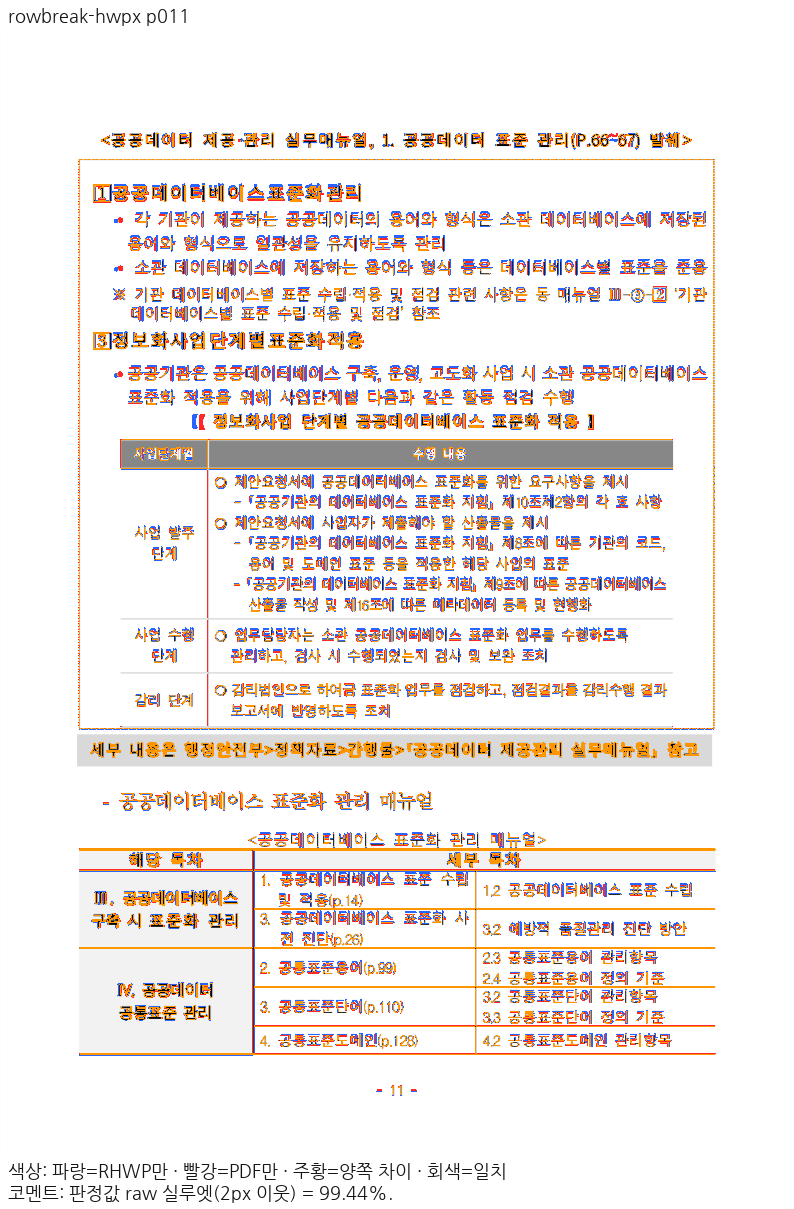 rowbreak-hwpx p011
<공공데이터 제공·관리 실무매뉴얼, 1. 공공데이터 표준 관리(P.66~67) 발췌>
1 공공데이터베이스 표준화 관리
각 기관이 제공하는 공공데이터의 용어와 형식은 소관 데이터베이스에 저장된
용어와 형식으로 일관성을 유지하도록 관리
소관 데이터베이스에 저장하는 용어와 형식 등은 데이터베이스별 표준을 준용
※ 기관 데이터베이스별 표준 수립·적용 및 점검 관련 사항은 동 매뉴얼 Ⅲ-③-② '기관
데이터베이스별 표준 수립·적용 및 점검' 참조
3 정보화사업 단계별 표준화 적용
공공기관은 공공데이터베이스 구축, 운영, 고도화 사업 시 소관 공공데이터베이스
표준화 적용을 위해 사업단계별 다음과 같은 활동 점검 수행
【 정보화사업 단계별 공공데이터베이스 표준화 적용 】
사업단계별 수행 내용
○ 제안요청서에 공공데이터베이스 표준화를 위한 요구사항을 제시
-「공공기관의 데이터베이스 표준화 지침」 제10조제2항의 각 호 사항
사업 발주
단계
○ 제안요청서에 사업자가 제출해야 할 산출물을 제시
-「공공기관의 데이터베이스 표준화 지침」 제8조에 따른 기관의 코드,
용어 및 도메인 표준 등을 적용한 해당 사업의 표준
-「공공기관의 데이터베이스 표준화 지침」 제9조에 따른 공공데이터베이스
산출물 작성 및 제16조에 따른 메타데이터 등록 및 현행화
사업 수행
단계
○ 업무담당자는 소관 공공데이터베이스 표준화 업무를 수행하도록
관리하고, 검사 시 수행되었는지 검사 및 보완 조치
감리 단계
○ 감리법인으로 하여금 표준화 업무를 점검하고, 점검결과를 감리수행 결과
보고서에 반영하도록 조치
세부 내용은 행정안전부>정책자료>간행물>「공공데이터 제공관리 실무매뉴얼」 참고
- 공공데이터베이스 표준화 관리 매뉴얼
<공공데이터베이스 표준화 관리 매뉴얼>
해당 목차 세부 목차
Ⅲ. 공공데이터베이스
구축 시 표준화 관리
1. 공공데이터베이스 표준 수립
및 적용(p.14)
1.2 공공데이터베이스 표준 수립
3. 공공데이터베이스 표준화 사
전 진단(p.26)
3.2 예방적 품질관리 진단 방안
Ⅳ. 공공데이터
공통표준 관리
2. 공통표준용어(p.99)
2.3 공통표준용어 관리항목
2.4 공통표준용어 정의 기준
3. 공통표준단어(p.110)
3.2 공통표준단어 관리항목
3.3 공통표준단어 정의 기준
4. 공통표준도메인(p.128)
4.2 공통표준도메인 관리항목
- 11 -
색상: 파랑=RHWP만 · 빨강=PDF만 · 주황=양쪽 차이 · 회색=일치
코멘트: 판정값 raw 실루엣(2px 이웃) = 99.44%.